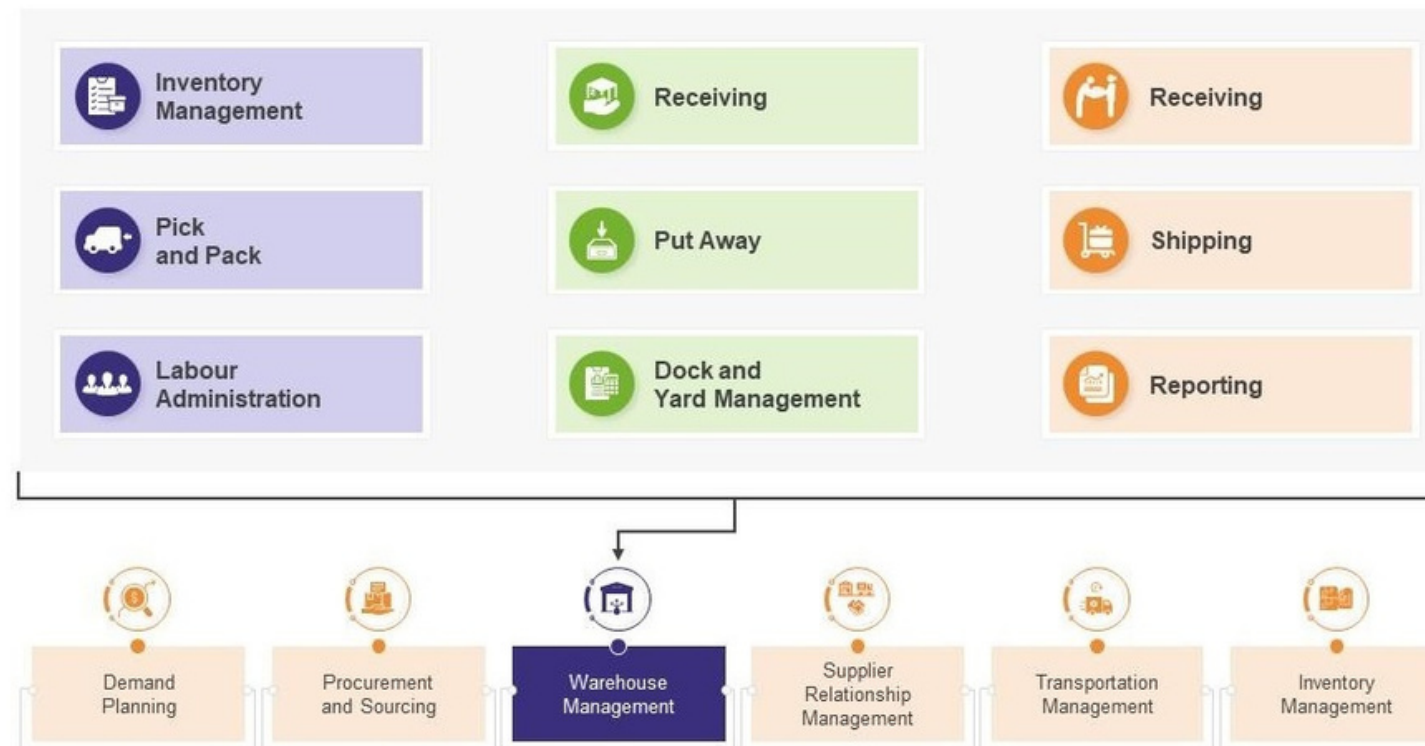 Inventory
Management
Receiving
Receiving
Pick
and Pack
Put Away
Shipping
Labour
Administration
Dock and
Yard Management
Reporting
Demand
Planning
Procurement
and Sourcing
Warehouse
Management
Supplier
Relationship
Management
Transportation
Management
Inventory
Management